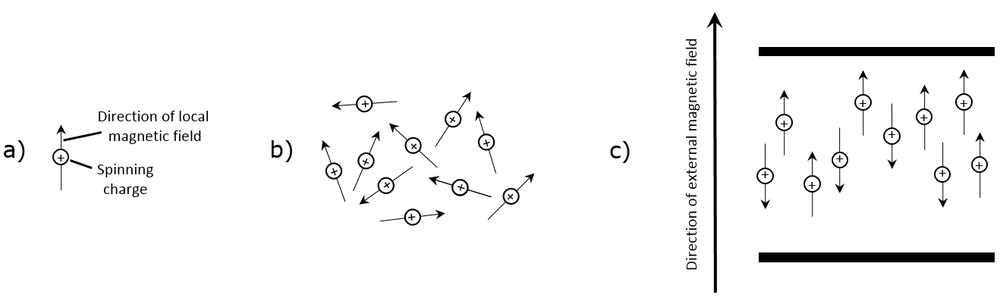 a)
Direction of local
magnetic field
Spinning
charge
b)
c)
Direction of external magnetic field